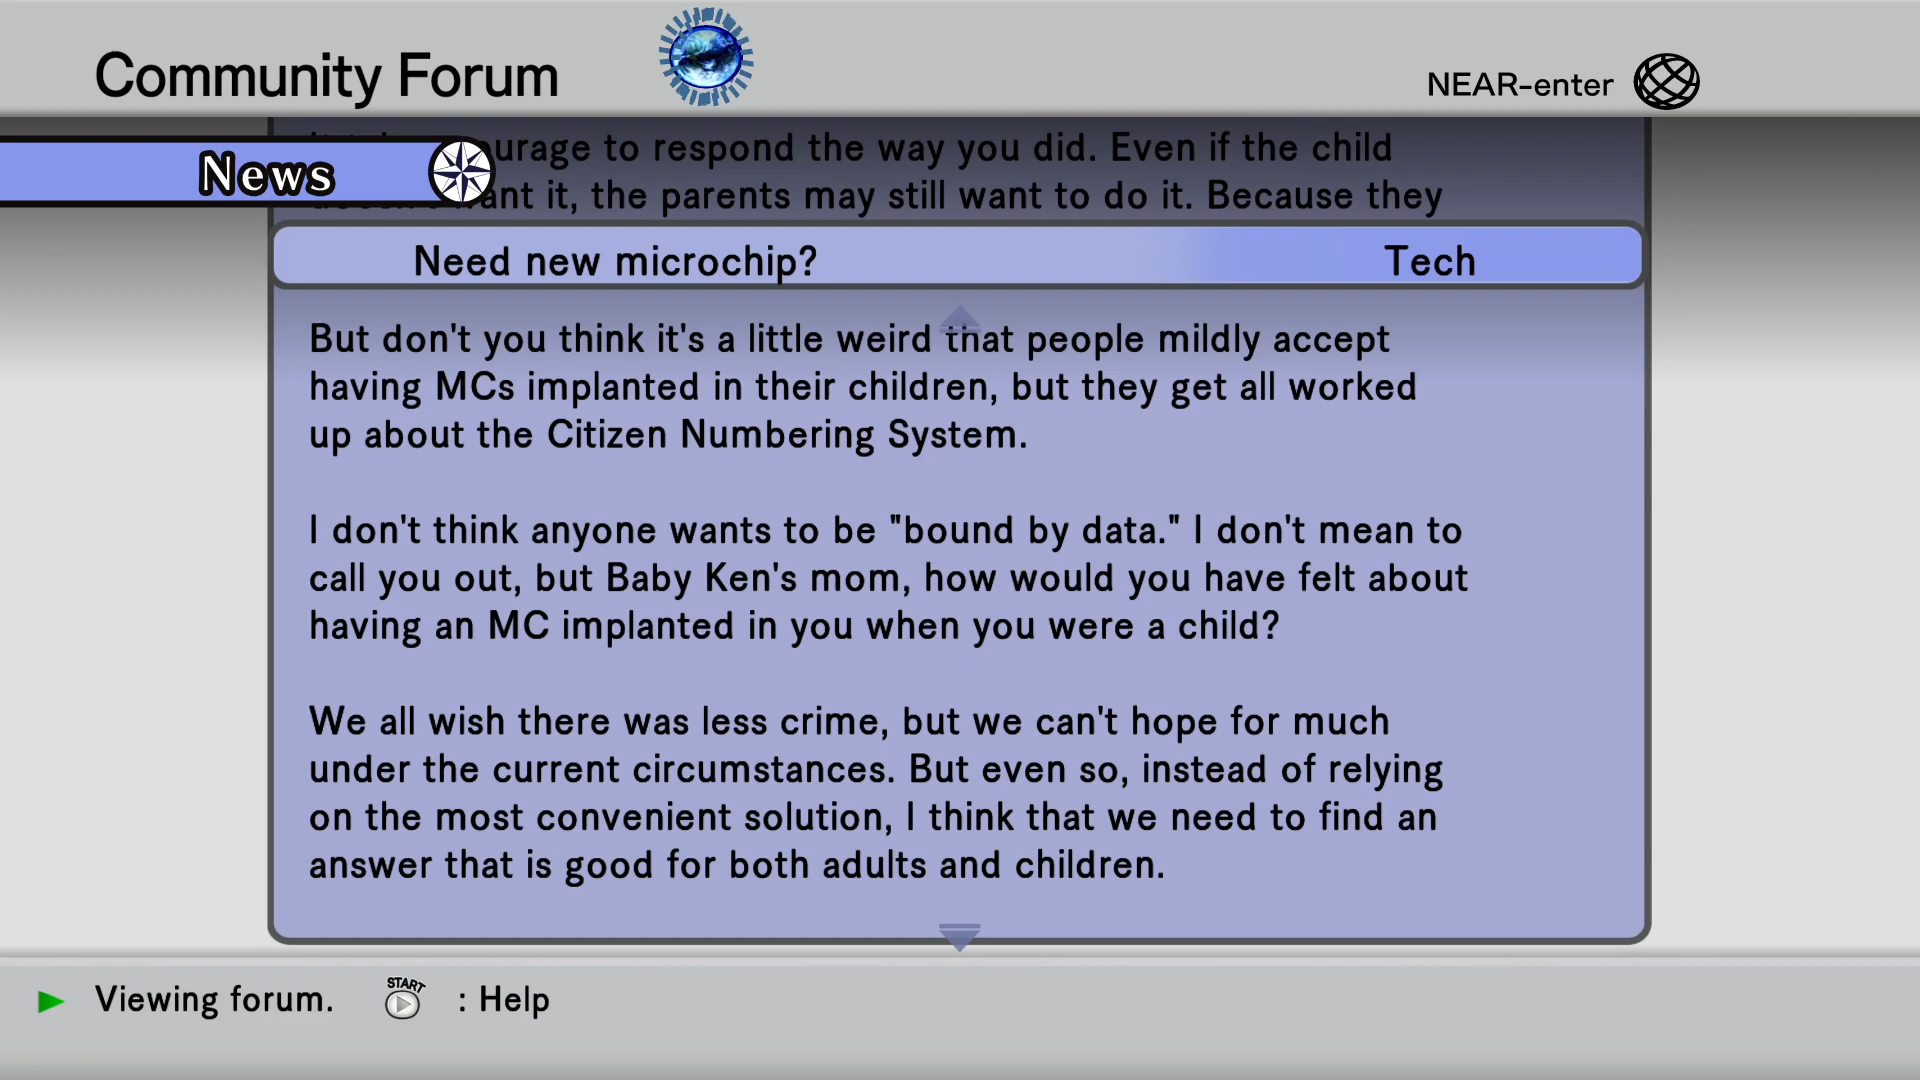 Community Forum
NEAR-enter
News
urage to respond the way you did. Even if the child
want it, the parents may still want to do it. Because they
Need new microchip?
Tech
But don't you think it's a little weird that people mildly accept
having MCs implanted in their children, but they get all worked
up about the Citizen Numbering System.
I don't think anyone wants to be "bound by data." I don't mean to
call you out, but Baby Ken's mom, how would you have felt about
having an MC implanted in you when you were a child?
We all wish there was less crime, but we can't hope for much
under the current circumstances. But even so, instead of relying
on the most convenient solution, I think that we need to find an
answer that is good for both adults and children.
Viewing forum.
START
: Help